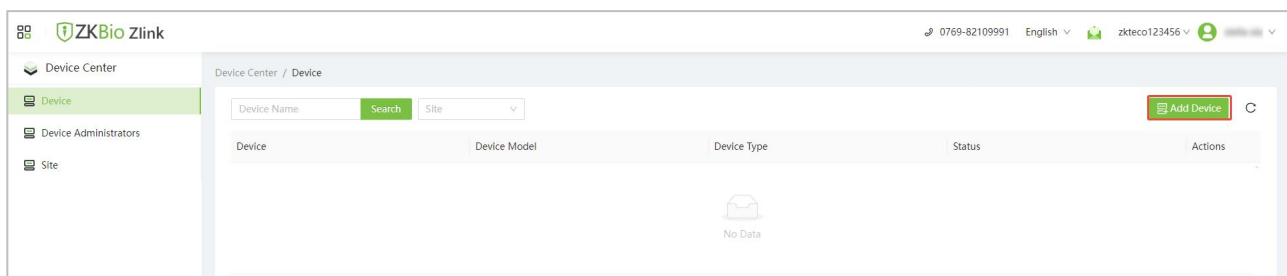 ZKBio Zlink
0769-82109991 English zkteco123456
Device Center
Device Center / Device
Device
Device Name Search Site Add Device
Device Administrators
Device Device Model Device Type Status Actions
Site
No Data